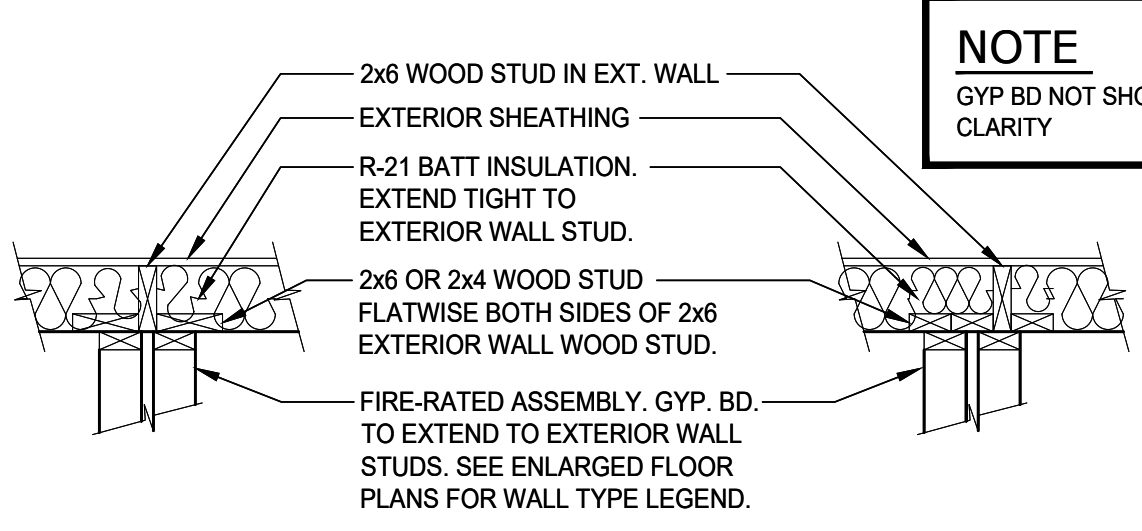 NOTE
GYP BD NOT
CLARITY
2x6 WOOD STUD IN EXT. WALL
EXTERIOR SHEATHING
R-21 BATT INSULATION.
EXTEND TIGHT TO
EXTERIOR WALL STUD.
2x6 OR 2x4 WOOD STUD
FLATWISE BOTH SIDES OF 2x6
EXTERIOR WALL WOOD STUD.
FIRE-RATED ASSEMBLY. GYP. BD.
TO EXTEND TO EXTERIOR WALL
STUDS. SEE ENLARGED FLOOR
PLANS FOR WALL TYPE LEGEND.